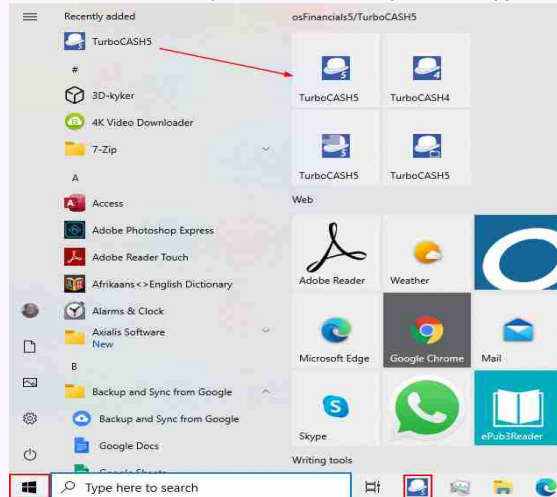 Recently added
TurboCASH5
#
3D-kyker
4K Video Downloader
7-Zip
A
Access
Adobe Photoshop Express
Adobe Reader Touch
Afrikaans<>English Dictionary
Alarms & Clock
Axialis Software
New
B
Backup and Sync from Google
Backup and Sync from Google
Google Docs
Google Sheets
Type here to search
osFinancials5/TurboCASH5
TurboCASH5 TurboCASH4
TurboCASH5 TurboCASH5
Web
Adobe Reader Weather
Microsoft Edge Google Chrome Mail
Skype ePub3Reader
Writing tools